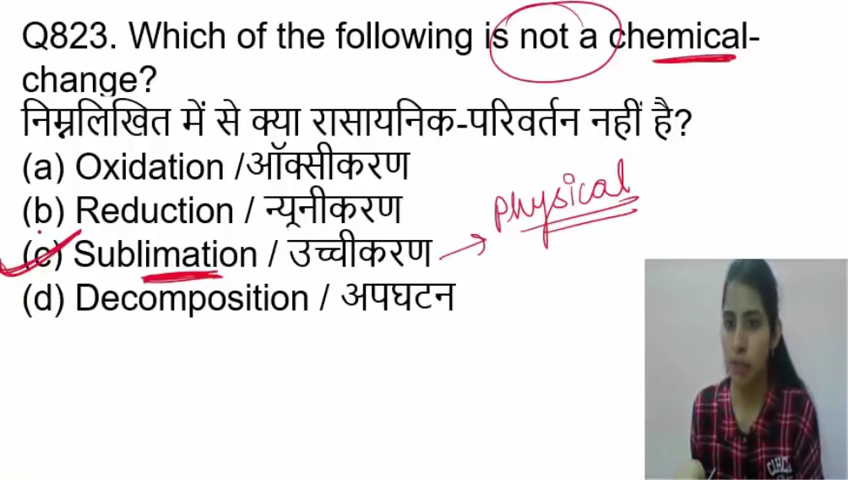 Q823. Which of the following is not a chemical-
change?
निम्नलिखित में से क्या रासायनिक-परिवर्तन नहीं है?
(a) Oxidation /ऑक्सीकरण
(b) Reduction / न्यूनीकरण
(c) Sublimation / उच्चीकरण → physical
(d) Decomposition / अपघटन